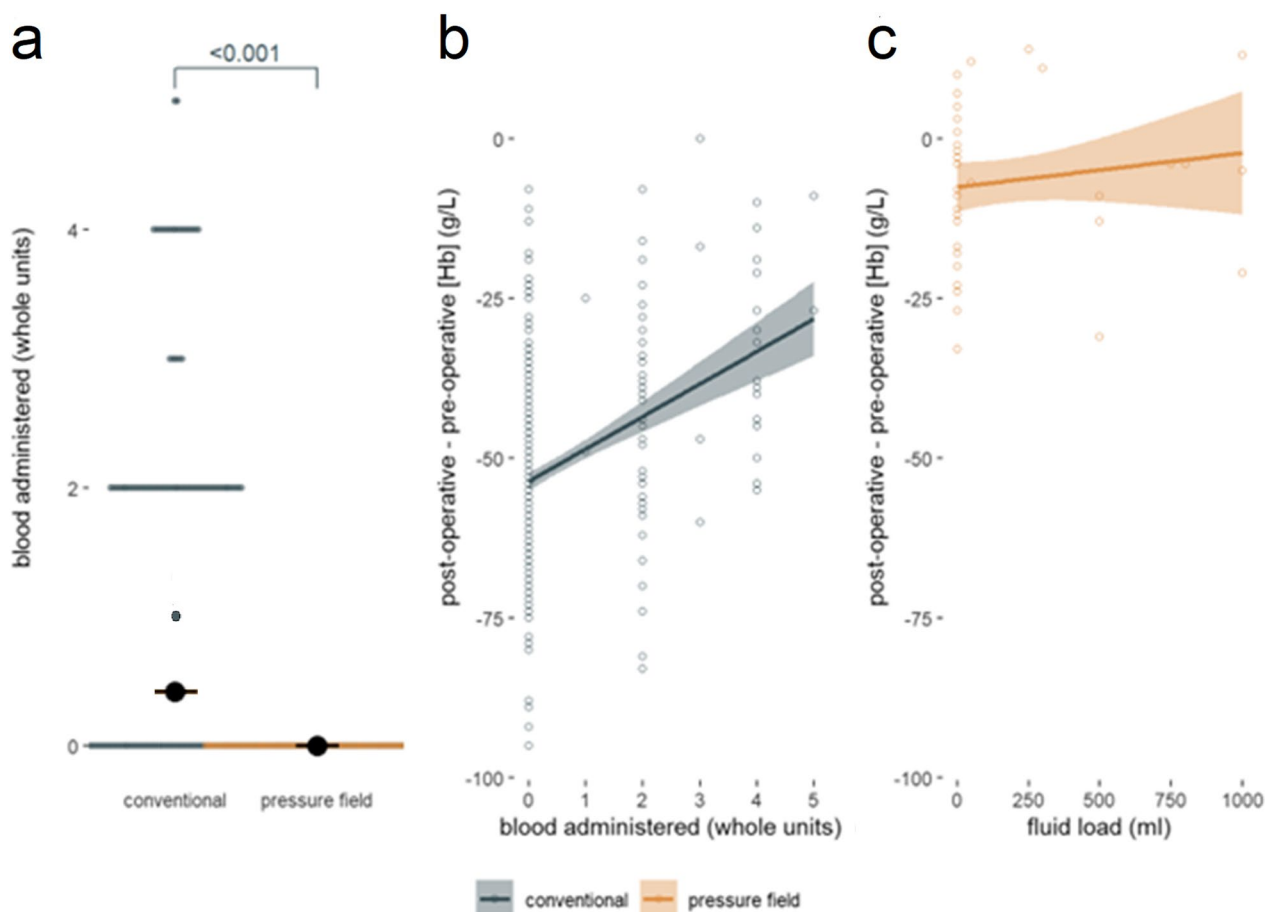 a
<0.001
blood administered (whole units)
4
2
0
conventional pressure field
b
post-operative - pre-operative [Hb] (g/L)
0
-25
-50
-75
-100
0 1 2 3 4 5
blood administered (whole units)
c
post-operative - pre-operative [Hb] (g/L)
0
-25
-50
-75
-100
0 250 500 750 1000
fluid load (ml)
conventional pressure field